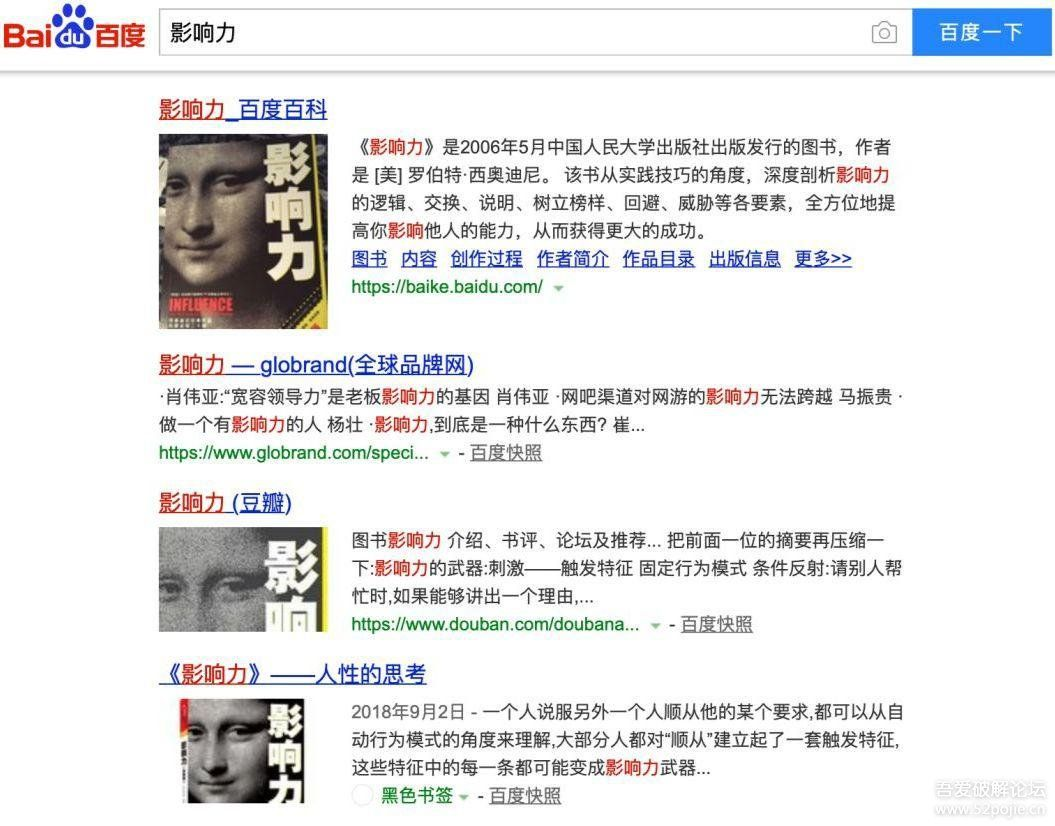 Bai du 百度
影响力
百度一下
影响力_百度百科
影响力
INFLUENCE
《影响力》是2006年5月中国人民大学出版社出版发行的图书，作者
是 [美] 罗伯特·西奥迪尼。 该书从实践技巧的角度，深度剖析影响力
的逻辑、交换、说明、树立榜样、回避、威胁等各要素，全方位地提
高你影响他人的能力，从而获得更大的成功。
图书 内容 创作过程 作者简介 作品目录 出版信息 更多>>
https://baike.baidu.com/
影响力 — globrand(全球品牌网)
·肖伟亚:“宽容领导力”是老板影响力的基因 肖伟亚 ·网吧渠道对网游的影响力无法跨越 马振贵 ·
做一个有影响力的人 杨壮 ·影响力,到底是一种什么东西? 崔...
https://www.globrand.com/speci... - 百度快照
影响力 (豆瓣)
影响
图书影响力 介绍、书评、论坛及推荐... 把前面一位的摘要再压缩一
下:影响力的武器:刺激——触发特征 固定行为模式 条件反射:请别人帮
忙时,如果能够讲出一个理由,...
https://www.douban.com/doubana... - 百度快照
《影响力》——人性的思考
影响力
2018年9月2日 - 一个人说服另外一个人顺从他的某个要求,都可以从自
动行为模式的角度来理解,大部分人都对“顺从”建立起了一套触发特征,
这些特征中的每一条都可能变成影响力武器...
黑色书签 - 百度快照
吾爱破解论坛
www.52pojie.cn